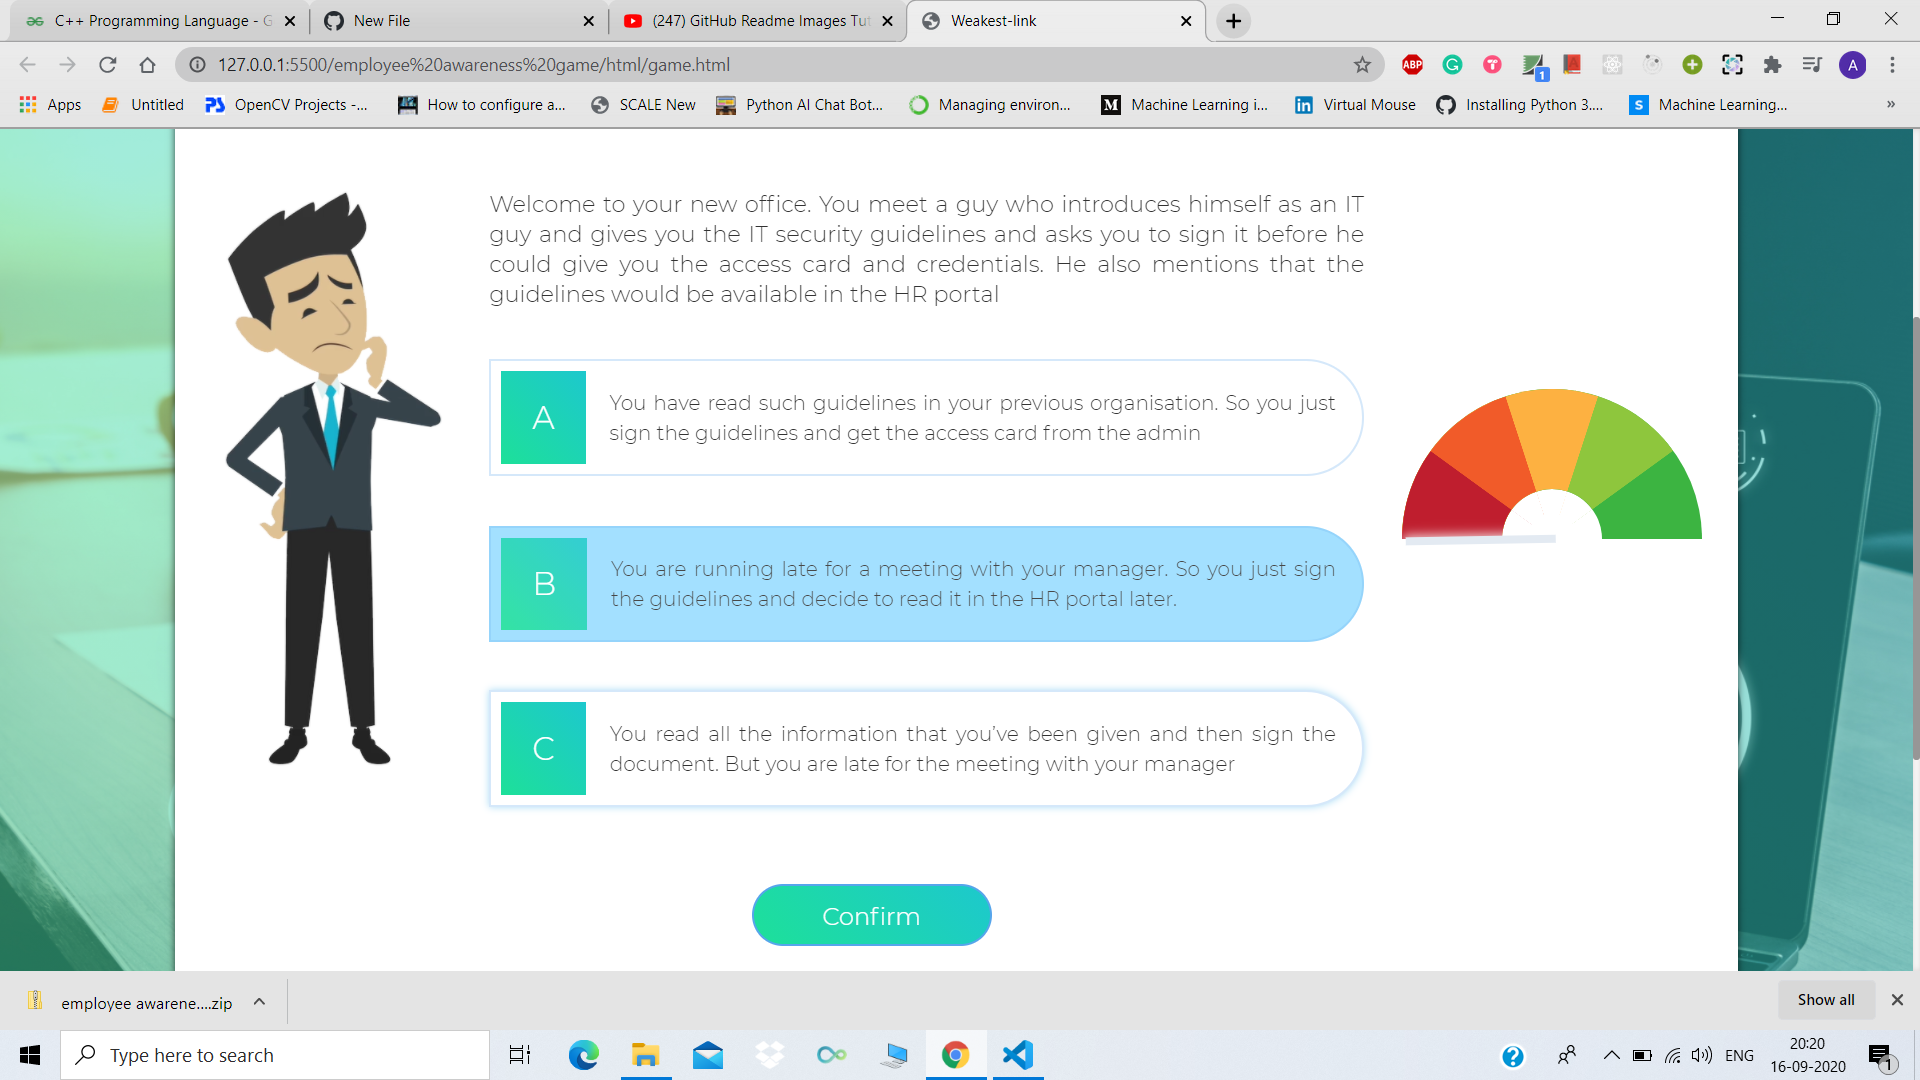 C++ Programming Language - G
New File
(247) GitHub Readme Images Tut
Weakest-link
127.0.0.1:5500/employee%20awareness%20game/html/game.html
ABP
1
A
Apps
Untitled
OpenCV Projects -...
How to configure a...
SCALE New
Python AI Chat Bot...
Managing environ...
Machine Learning i...
Virtual Mouse
Installing Python 3....
Machine Learning...
»
Welcome to your new office. You meet a guy who introduces himself as an IT
guy and gives you the IT security guidelines and asks you to sign it before he
could give you the access card and credentials. He also mentions that the
guidelines would be available in the HR portal
A
You have read such guidelines in your previous organisation. So you just
sign the guidelines and get the access card from the admin
B
You are running late for a meeting with your manager. So you just sign
the guidelines and decide to read it in the HR portal later.
C
You read all the information that you've been given and then sign the
document. But you are late for the meeting with your manager
Confirm
employee awarene....zip
Show all
Type here to search
ENG
20:20
16-09-2020
1